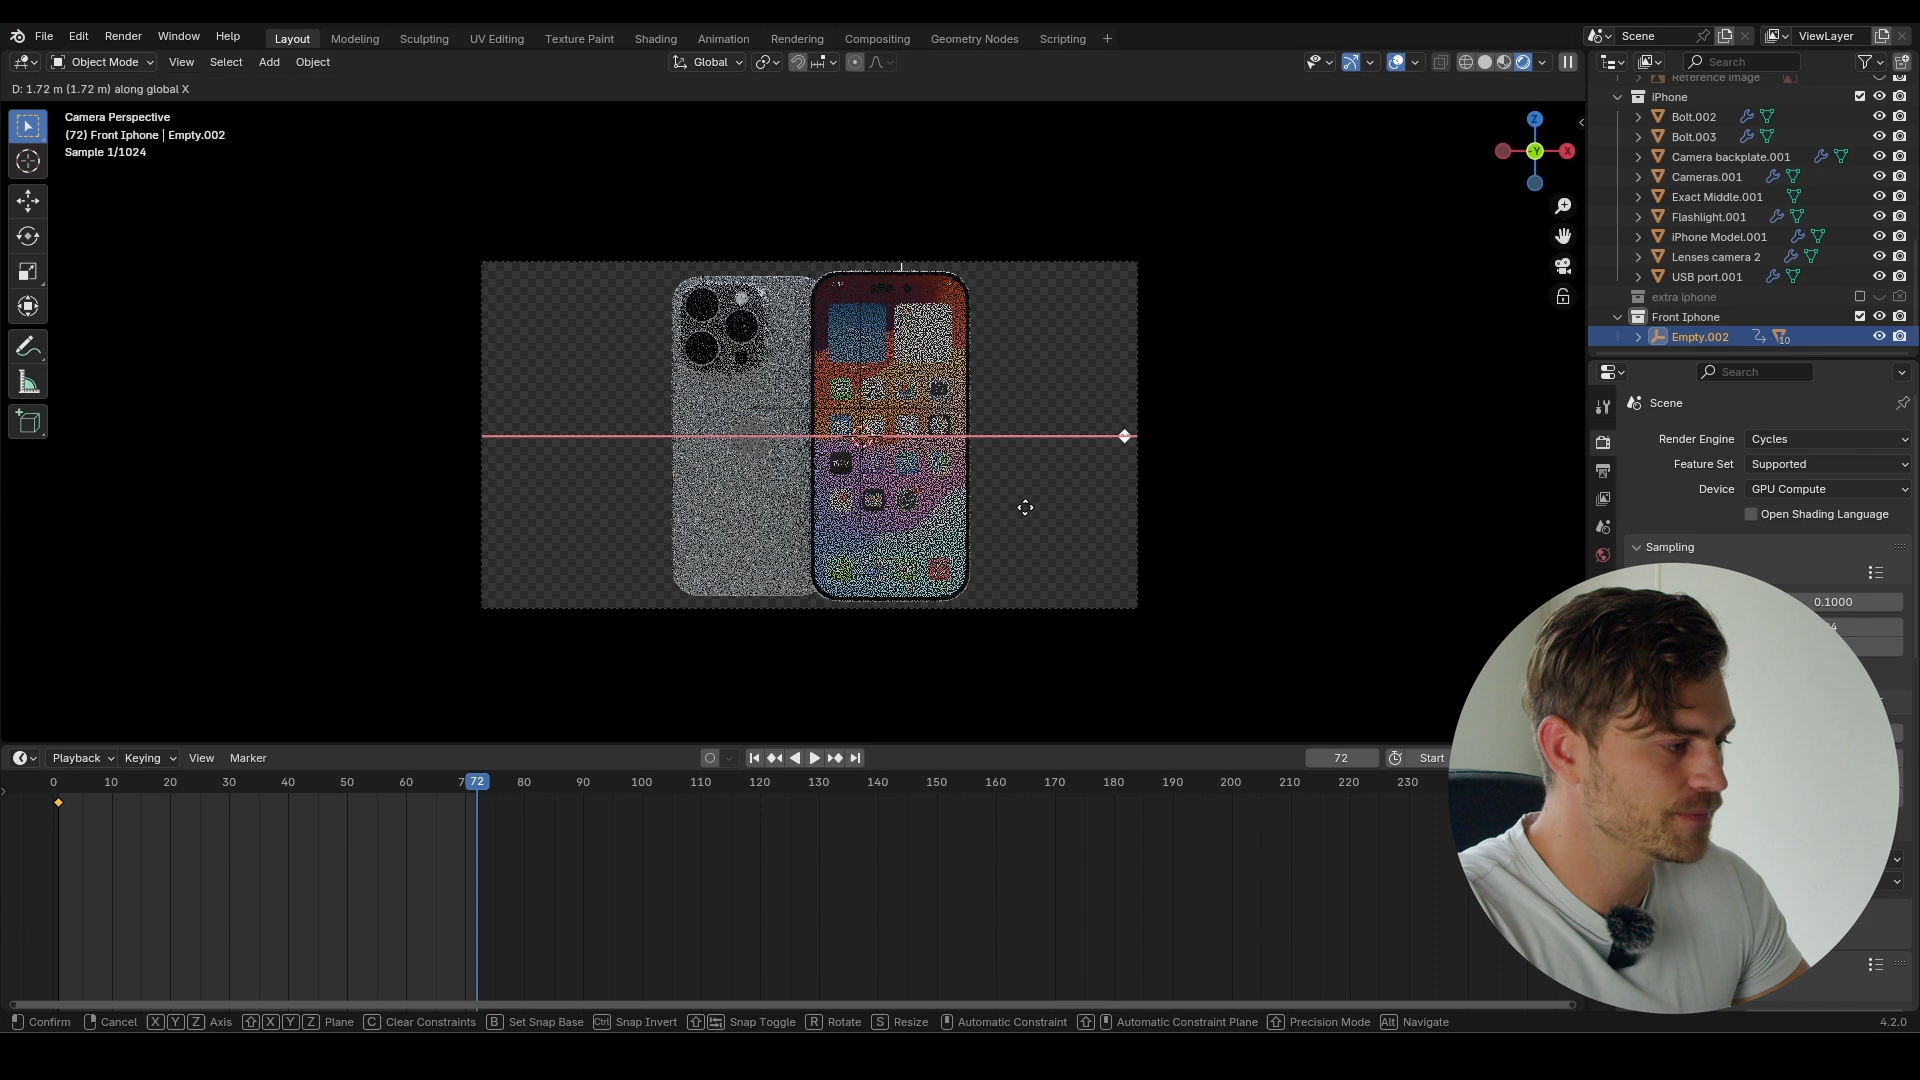 File Edit Render Window Help Layout Modeling Sculpting UV Editing Texture Paint Shading Animation Rendering Compositing Geometry Nodes Scripting + Scene ViewLayer
Object Mode View Select Add Object Global Search
D: 1.72 m (1.72 m) along global X
Camera Perspective
(72) Front Iphone | Empty.002
Sample 1/1024
Z
-Y
X
Reference Image
iPhone
Bolt.002
Bolt.003
Camera backplate.001
Cameras.001
Exact Middle.001
Flashlight.001
iPhone Model.001
Lenses camera 2
USB port.001
extra iphone
Front Iphone
Empty.002 10
Search
Scene
Render Engine Cycles
Feature Set Supported
Device GPU Compute
Open Shading Language
Sampling
0.1000
Playback Keying View Marker 72 Start
0 10 20 30 40 50 60 7 72 80 90 100 110 120 130 140 150 160 170 180 190 200 210 220 230
Confirm Cancel X Y Z Axis X Y Z Plane C Clear Constraints B Set Snap Base Ctrl Snap Invert Snap Toggle R Rotate S Resize Automatic Constraint Automatic Constraint Plane Precision Mode Alt Navigate 4.2.0